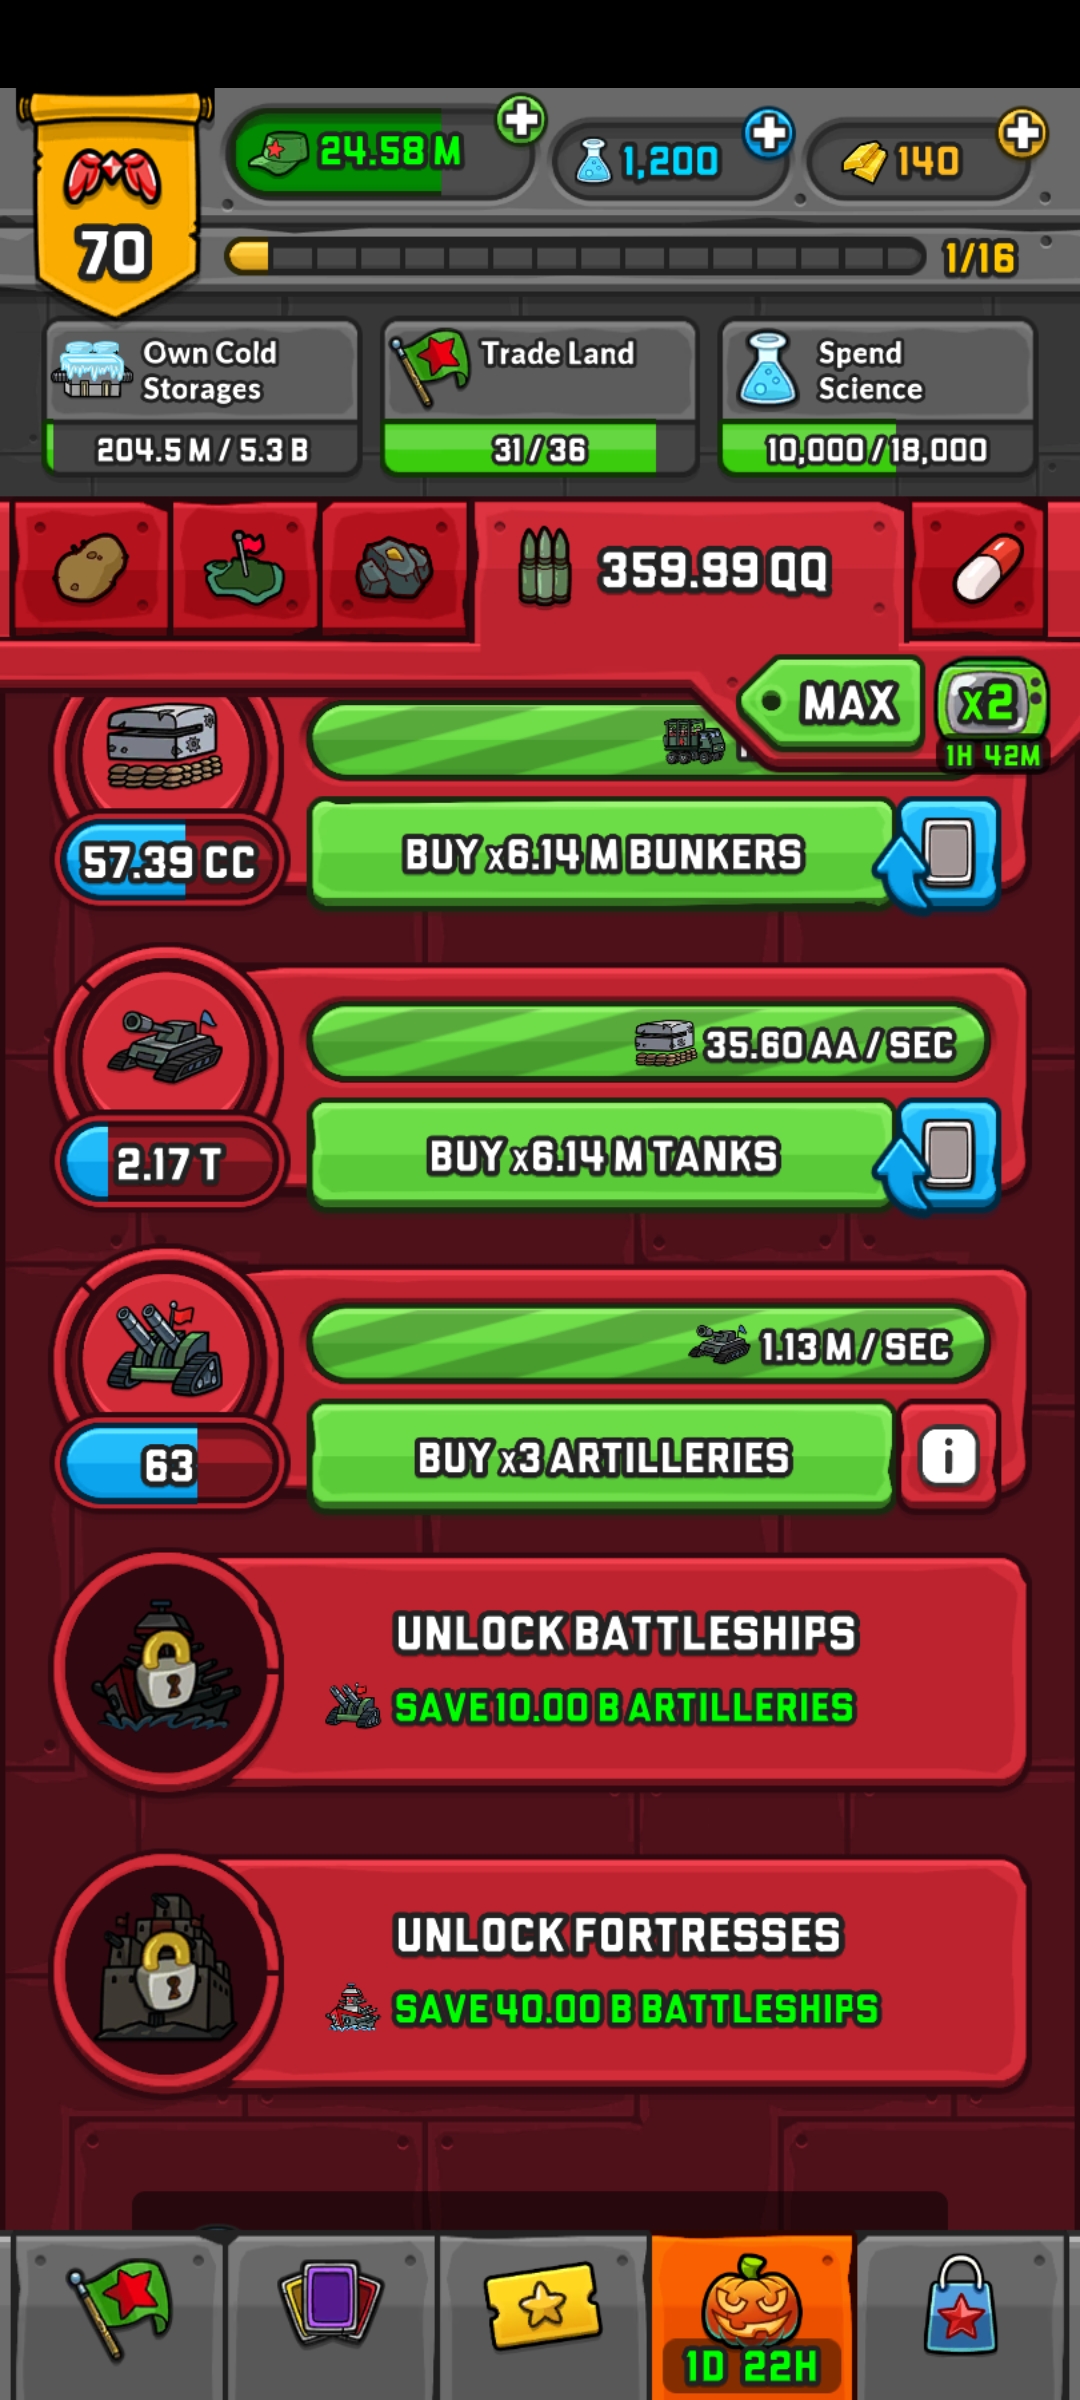 24.58 M
1,200
140
70
1/16
Own Cold
Storages
Trade Land
Spend
Science
204.5 M / 5.3 B
31 / 36
10,000 / 18,000
359.99 QQ
MAX
x2
1H 42M
57.39 CC
BUY x6.14 M BUNKERS
35.60 AA / SEC
2.17 T
BUY x6.14 M TANKS
1.13 M / SEC
63
BUY x3 ARTILLERIES
i
UNLOCK BATTLESHIPS
SAVE 10.00 B ARTILLERIES
UNLOCK FORTRESSES
SAVE 40.00 B BATTLESHIPS
1D 22H